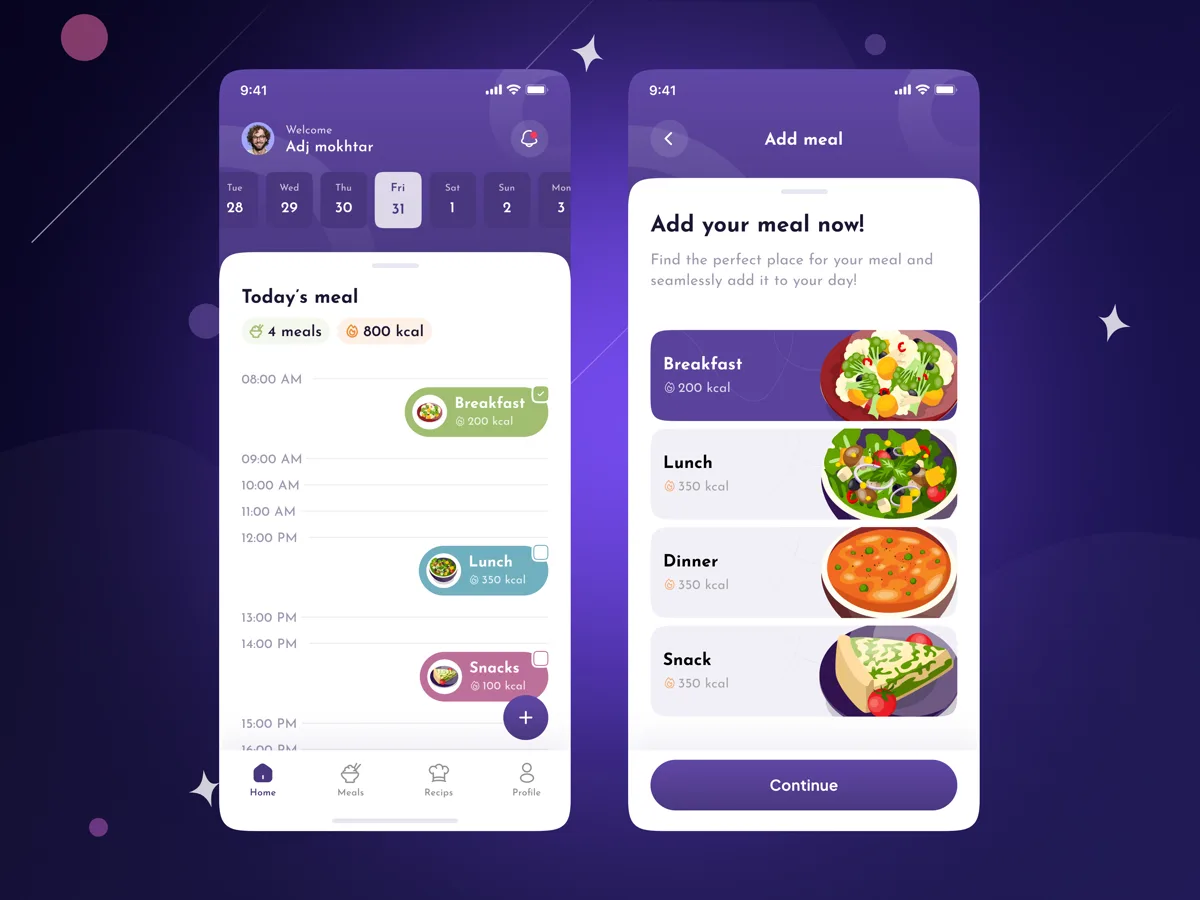 9:41
Welcome
Adj mokhtar
Tue Wed Thu Fri Sat Sun Mon
28 29 30 31 1 2 3
Today's meal
4 meals 800 kcal
08:00 AM
Breakfast
200 kcal
09:00 AM
10:00 AM
11:00 AM
12:00 PM
Lunch
350 kcal
13:00 PM
14:00 PM
Snacks
100 kcal
15:00 PM
16:00 PM
+
Home Meals Recips Profile
9:41
Add meal
Add your meal now!
Find the perfect place for your meal and
seamlessly add it to your day!
Breakfast
200 kcal
Lunch
350 kcal
Dinner
350 kcal
Snack
350 kcal
Continue